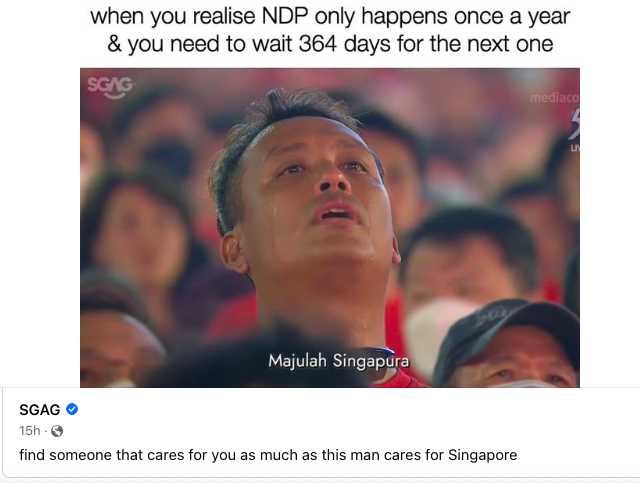 when you realise NDP only happens once a year
& you need to wait 364 days for the next one
SGAG
mediaco
5
LIV
Majulah Singapura
SGAG
15h ·
find someone that cares for you as much as this man cares for Singapore